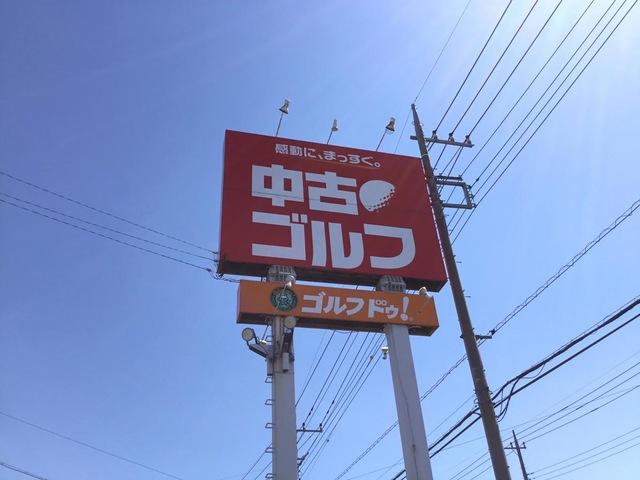 感動に、まっすぐ。
中古
ゴルフ
ゴルフドゥ!